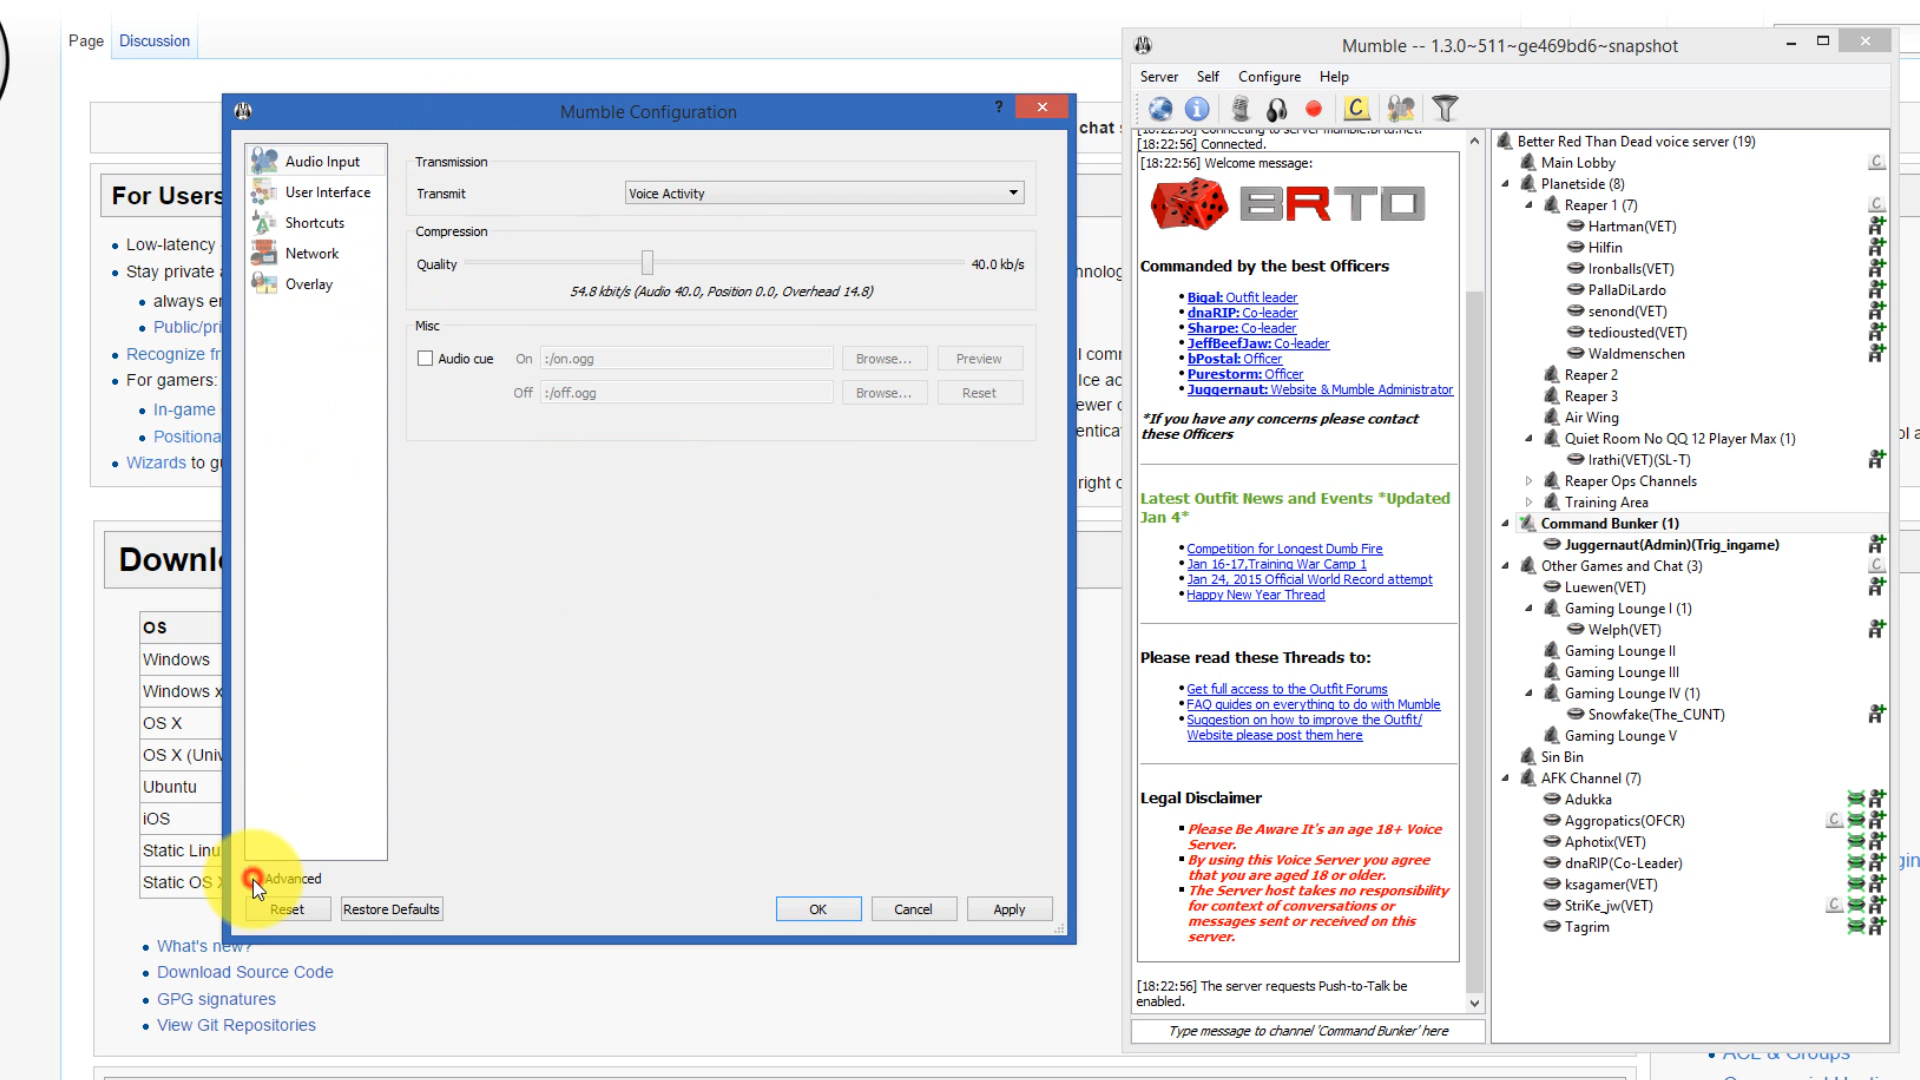 Page
Discussion
For Users
Low-latency
Stay private
always
Public/pri
Recognize fr
For gamers:
In-game
Positiona
Wizards to
Downl
OS
Windows
Windows x
OS X
OS X (Univ
Ubuntu
iOS
Static Linu
Static OS X
What's new?
Download Source Code
GPG signatures
View Git Repositories
chat
hnolog
ewer
enticat
right
ACL & Groups
Mumble Configuration
?
Audio Input
User Interface
Shortcuts
Network
Overlay
Advanced
Reset
Restore Defaults
Transmission
Transmit
Voice Activity
Compression
Quality
40.0 kb/s
54.8 kbit/s (Audio 40.0, Position 0.0, Overhead 14.8)
Misc
Audio cue
On
:/on.ogg
Browse...
Preview
Off
:/off.ogg
Browse...
Reset
OK
Cancel
Apply
Mumble -- 1.3.0~511~ge469bd6~snapshot
Server
Self
Configure
Help
[18:22:56] Connecting to server mumble.brtd.net.
[18:22:56] Connected.
[18:22:56] Welcome message:
BRTD
Commanded by the best Officers
Bigal: Outfit leader
dnaRIP: Co-leader
Sharpe: Co-leader
JeffBeefJaw: Co-leader
bPostal: Officer
Purestorm: Officer
Juggernaut: Website & Mumble Administrator
*If you have any concerns please contact
these Officers
Latest Outfit News and Events *Updated
Jan 4*
Competition for Longest Dumb Fire
Jan 16-17,Training War Camp 1
Jan 24, 2015 Official World Record attempt
Happy New Year Thread
Please read these Threads to:
Get full access to the Outfit Forums
FAQ guides on everything to do with Mumble
Suggestion on how to improve the Outfit/
Website please post them here
Legal Disclaimer
Please Be Aware It's an age 18+ Voice
Server.
By using this Voice Server you agree
that you are aged 18 or older.
The Server host takes no responsibility
for context of conversations or
messages sent or received on this
server.
[18:22:56] The server requests Push-to-Talk be
enabled.
Type message to channel 'Command Bunker' here
Better Red Than Dead voice server (19)
Main Lobby
Planetside (8)
Reaper 1 (7)
Hartman(VET)
Hilfin
Ironballs(VET)
PallaDiLardo
senond(VET)
tediousted(VET)
Waldmenschen
Reaper 2
Reaper 3
Air Wing
Quiet Room No QQ 12 Player Max (1)
Irathi(VET)(SL-T)
Reaper Ops Channels
Training Area
Command Bunker (1)
Juggernaut(Admin)(Trig_ingame)
Other Games and Chat (3)
Luewen(VET)
Gaming Lounge I (1)
Welph(VET)
Gaming Lounge II
Gaming Lounge III
Gaming Lounge IV (1)
Snowfake(The_CUNT)
Gaming Lounge V
Sin Bin
AFK Channel (7)
Adukka
Aggropatics(OFCR)
Aphotix(VET)
dnaRIP(Co-Leader)
ksagamer(VET)
StriKe_jw(VET)
Tagrim